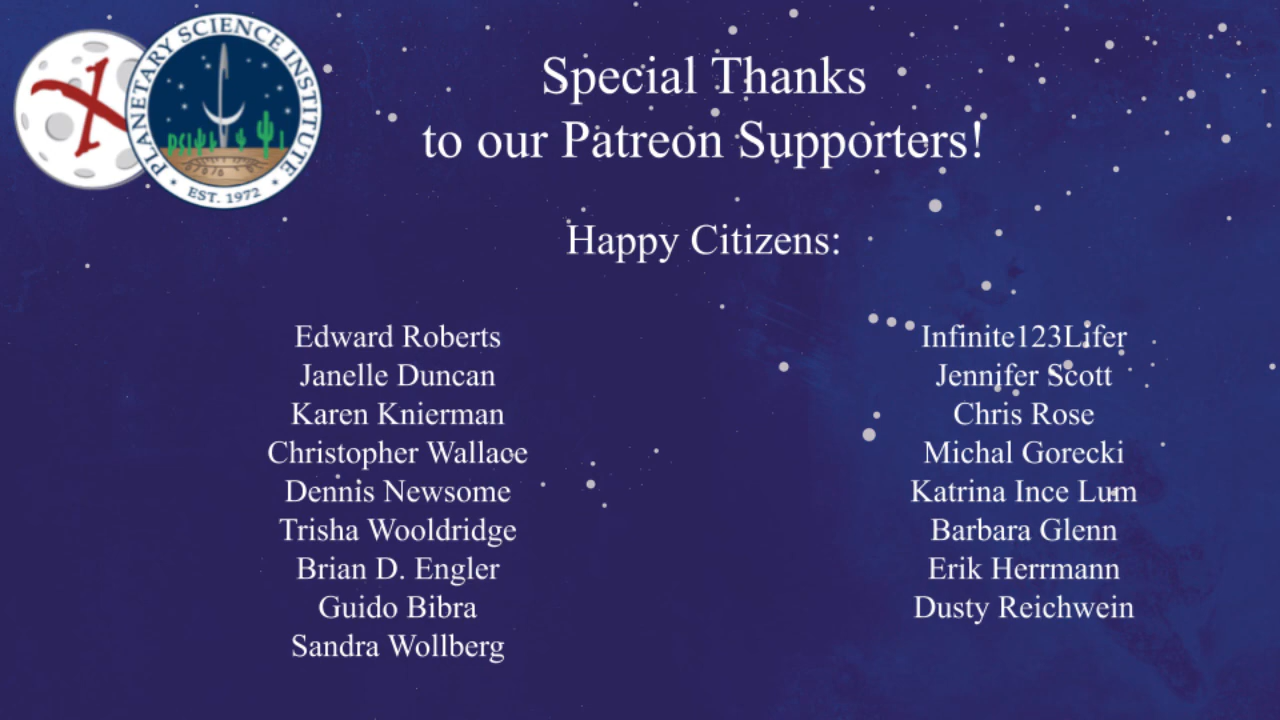 X
PLANETARY SCIENCE INSTITUTE
PSI
EST. 1972
Special Thanks
to our Patreon Supporters!
Happy Citizens:
Edward Roberts
Janelle Duncan
Karen Knierman
Christopher Wallace
Dennis Newsome
Trisha Wooldridge
Brian D. Engler
Guido Bibra
Sandra Wollberg
Infinite123Lifer
Jennifer Scott
Chris Rose
Michal Gorecki
Katrina Ince Lum
Barbara Glenn
Erik Herrmann
Dusty Reichwein